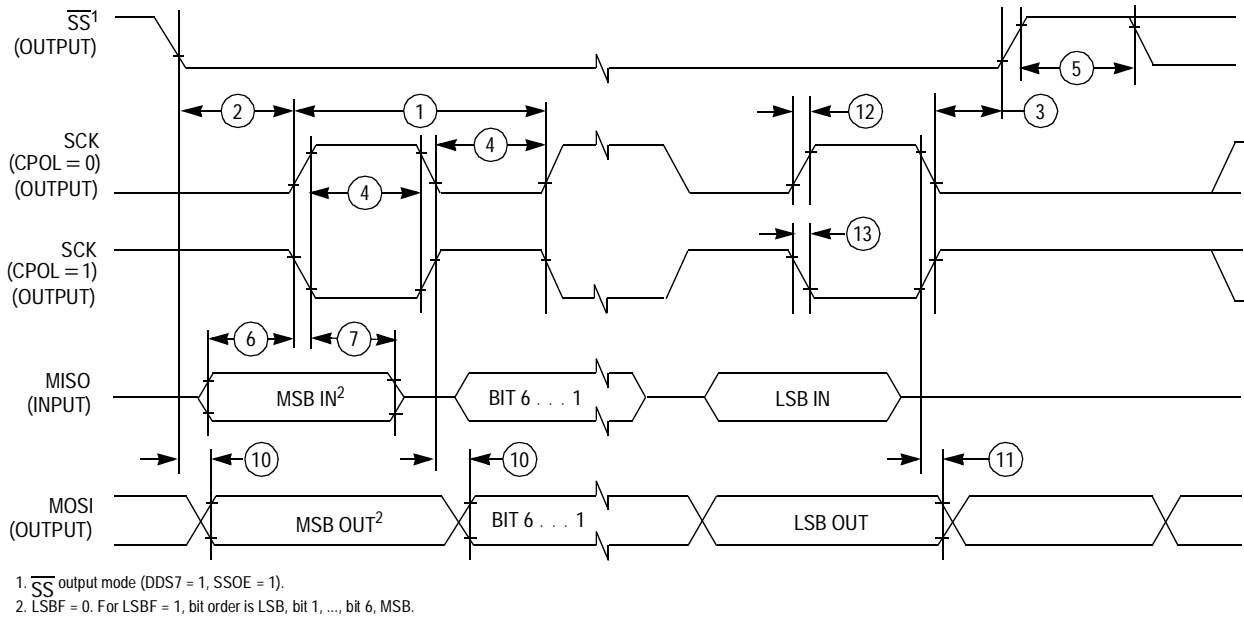 SS¹
(OUTPUT)
5
2
1
12
3
SCK
(CPOL = 0)
(OUTPUT)
4
4
SCK
(CPOL = 1)
(OUTPUT)
13
6
7
MISO
(INPUT)
MSB IN²
BIT 6 . . . 1
LSB IN
10
10
11
MOSI
(OUTPUT)
MSB OUT²
BIT 6 . . . 1
LSB OUT
1. SS output mode (DDS7 = 1, SSOE = 1).
2. LSBF = 0. For LSBF = 1, bit order is LSB, bit 1, ..., bit 6, MSB.